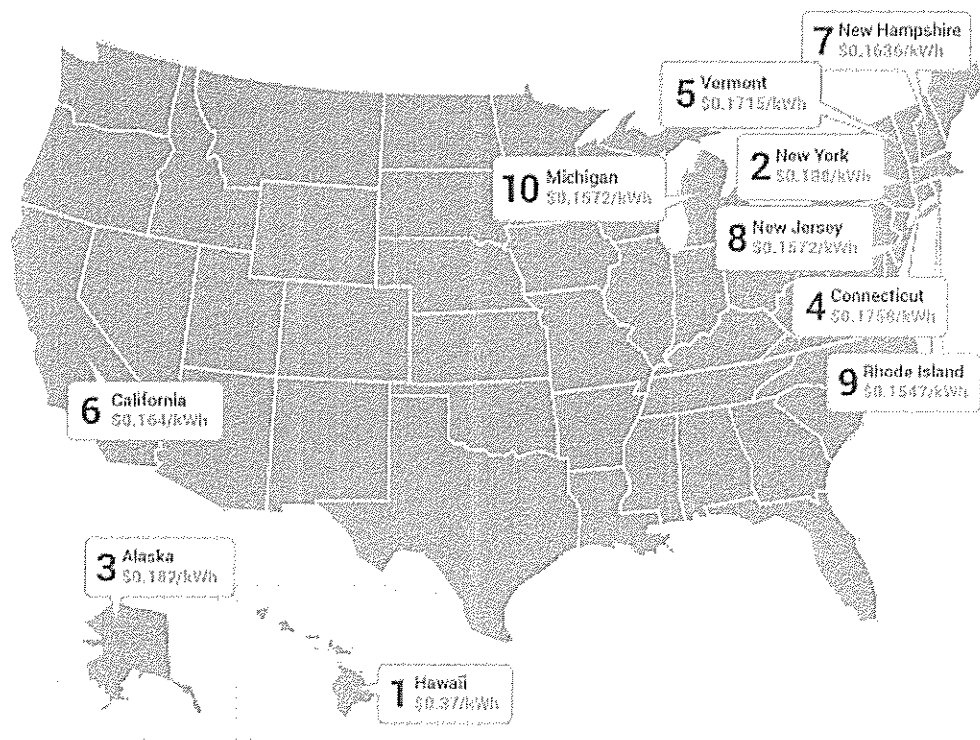 7 New Hampshire
$0.1636/kWh
5 Vermont
$0.1715/kWh
2 New York
$0.188/kWh
10 Michigan
$0.1572/kWh
8 New Jersey
$0.1572/kWh
4 Connecticut
$0.1758/kWh
9 Rhode Island
$0.1547/kWh
6 California
$0.164/kWh
3 Alaska
$0.182/kWh
1 Hawaii
$0.37/kWh